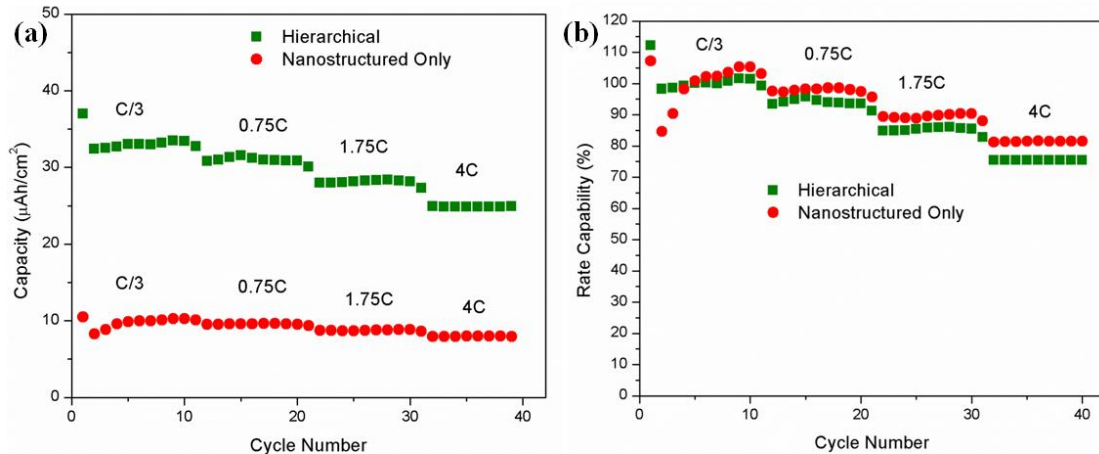 (a)
50
40
30
20
10
0
Capacity (µAh/cm²)
Hierarchical
Nanostructured Only
C/3
0.75C
1.75C
4C
C/3
0.75C
1.75C
4C
0
10
20
30
40
Cycle Number
(b)
120
110
100
90
80
70
60
50
40
30
20
10
0
Rate Capability (%)
C/3
0.75C
1.75C
4C
Hierarchical
Nanostructured Only
0
10
20
30
40
Cycle Number